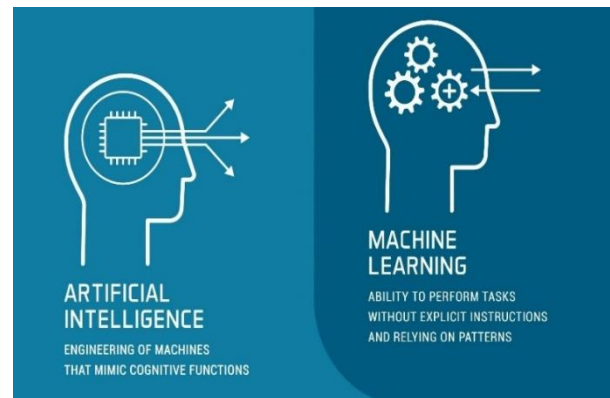 ARTIFICIAL
INTELLIGENCE
ENGINEERING OF MACHINES
THAT MIMIC COGNITIVE FUNCTIONS
MACHINE
LEARNING
ABILITY TO PERFORM TASKS
WITHOUT EXPLICIT INSTRUCTIONS
AND RELYING ON PATTERNS